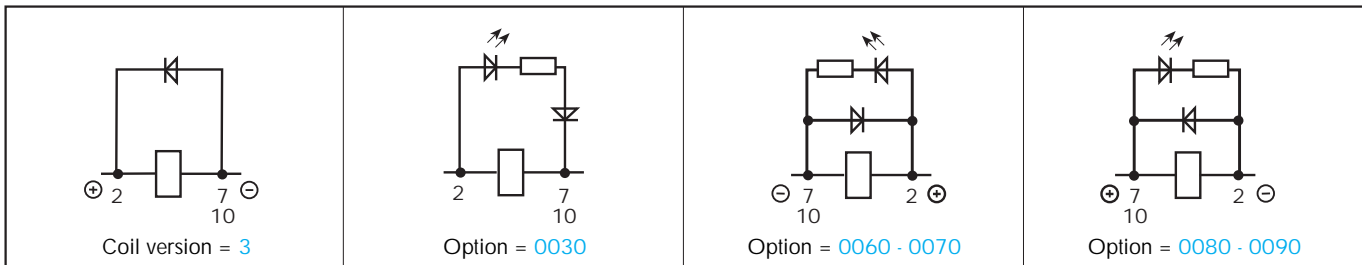 ⊕ 2 7 ⊖
10
Coil version = 3
2 7
10
Option = 0030
⊖ 7 2 ⊕
10
Option = 0060 - 0070
⊕ 7 2 ⊖
10
Option = 0080 - 0090